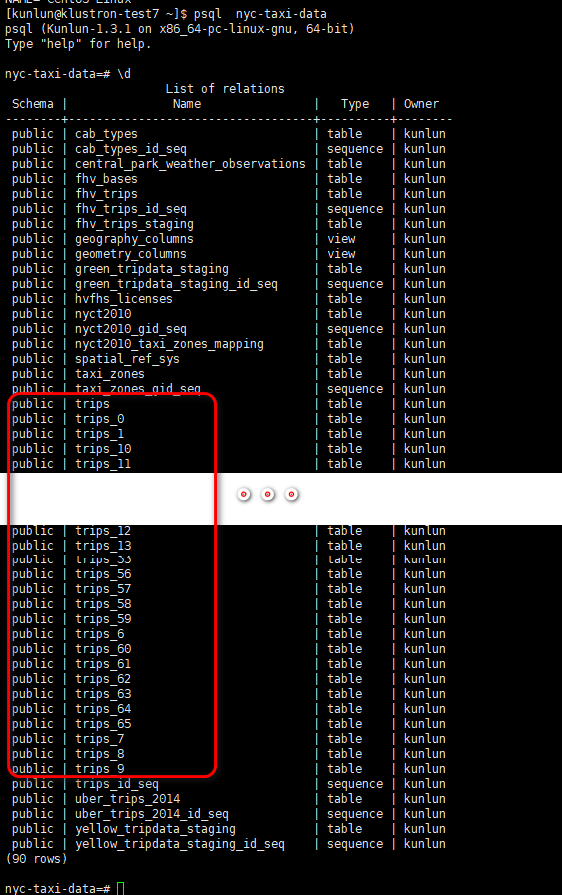 [kunlun@klustron-test7 ~]$ psql  nyc-taxi-data
psql (Kunlun-1.3.1 on x86_64-pc-linux-gnu, 64-bit)
Type "help" for help.
nyc-taxi-data=# \d
List of relations
Schema | Name | Type | Owner
--------+---------------------------------+----------+--------
public | cab_types | table | kunlun
public | cab_types_id_seq | sequence | kunlun
public | central_park_weather_observations | table | kunlun
public | fhv_bases | table | kunlun
public | fhv_trips | table | kunlun
public | fhv_trips_id_seq | sequence | kunlun
public | fhv_trips_staging | table | kunlun
public | geography_columns | view | kunlun
public | geometry_columns | view | kunlun
public | green_tripdata_staging | table | kunlun
public | green_tripdata_staging_id_seq | sequence | kunlun
public | hvfhs_licenses | table | kunlun
public | nyct2010 | table | kunlun
public | nyct2010_gid_seq | sequence | kunlun
public | nyct2010_taxi_zones_mapping | table | kunlun
public | spatial_ref_sys | table | kunlun
public | taxi_zones | table | kunlun
public | taxi_zones_gid_seq | sequence | kunlun
public | trips | table | kunlun
public | trips_0 | table | kunlun
public | trips_1 | table | kunlun
public | trips_10 | table | kunlun
public | trips_11 | table | kunlun
public | trips_12 | table | kunlun
public | trips_13 | table | kunlun
public | table | kunlun
public | trips_56 | table | kunlun
public | trips_57 | table | kunlun
public | trips_58 | table | kunlun
public | trips_59 | table | kunlun
public | trips_6 | table | kunlun
public | trips_60 | table | kunlun
public | trips_61 | table | kunlun
public | trips_62 | table | kunlun
public | trips_63 | table | kunlun
public | trips_64 | table | kunlun
public | trips_65 | table | kunlun
public | trips_7 | table | kunlun
public | trips_8 | table | kunlun
public | trips_9 | table | kunlun
public | trips_id_seq | sequence | kunlun
public | uber_trips_2014 | table | kunlun
public | uber_trips_2014_id_seq | sequence | kunlun
public | yellow_tripdata_staging | table | kunlun
public | yellow_tripdata_staging_id_seq | sequence | kunlun
(90 rows)
nyc-taxi-data=#